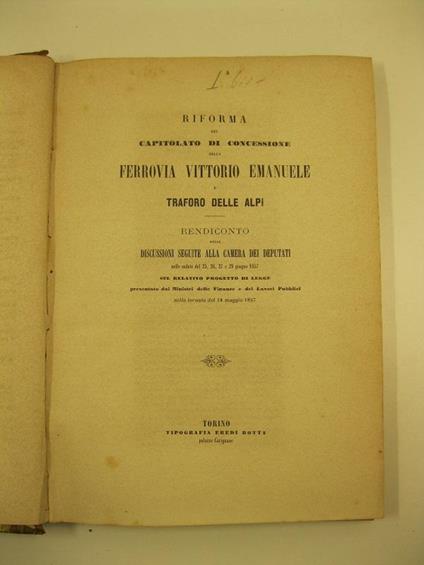 RIFORMA
DEL
CAPITOLATO DI CONCESSIONE
DELLA
FERROVIA VITTORIO EMANUELE
E
TRAFORO DELLE ALPI
RENDICONTO
DELLE
DISCUSSIONI SEGUITE ALLA CAMERA DEI DEPUTATI
nelle sedute del 25, 26, 27 e 29 giugno 1857
SUL RELATIVO PROGETTO DI LEGGE
presentato dai Ministri delle Finanze e dei Lavori Pubblici
nella tornata del 14 maggio 1857
TORINO
TIPOGRAFIA EREDI BOTTA
palazzo Carignano